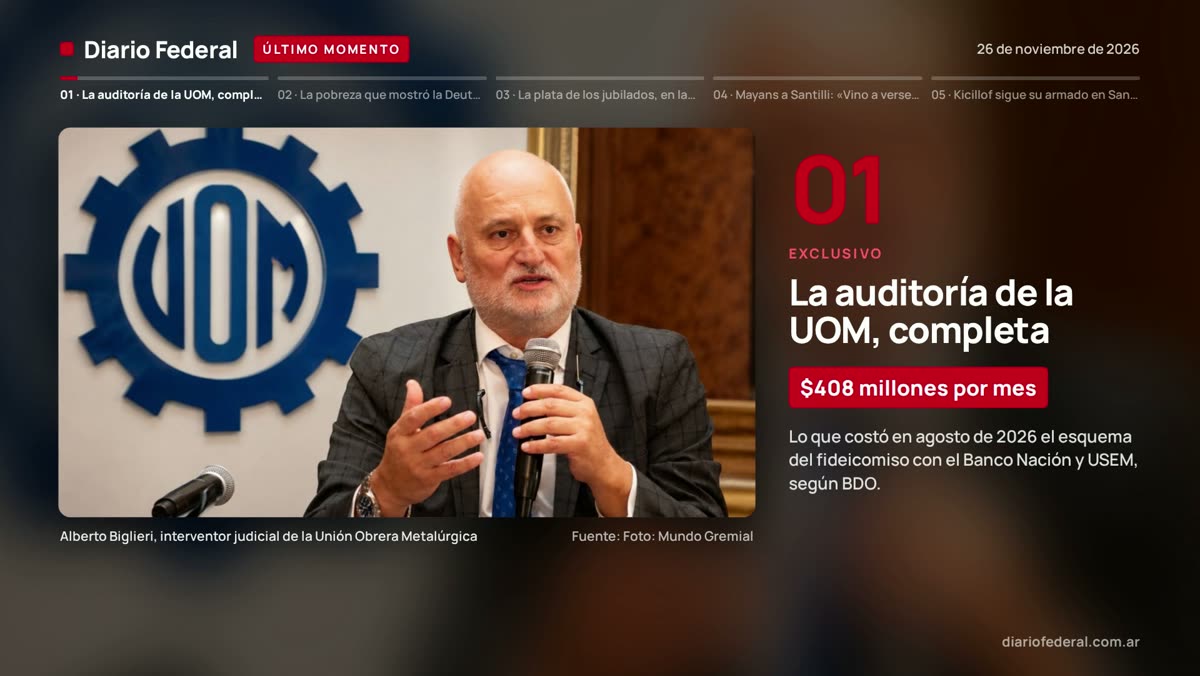 Diario Federal
ÚLTIMO MOMENTO
26 de noviembre de 2026
01 · La auditoría de la UOM, compl...
02 · La pobreza que mostró la Deut...
03 · La plata de los jubilados, en la...
04 · Mayans a Santilli: «Vino a verse...
05 · Kicillof sigue su armado en San...
UOM
01
EXCLUSIVO
La auditoría de la
UOM, completa
$408 millones por mes
Lo que costó en agosto de 2026 el esquema
del fideicomiso con el Banco Nación y USEM,
según BDO.
Alberto Biglieri, interventor judicial de la Unión Obrera Metalúrgica
Fuente: Foto: Mundo Gremial
diariofederal.com.ar